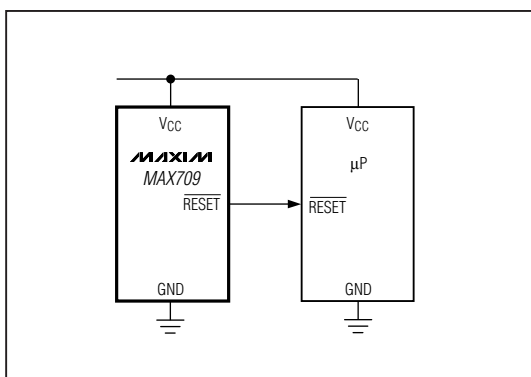 VCC
MAXIM
MAX709
RESET
GND
VCC
μP
RESET
GND